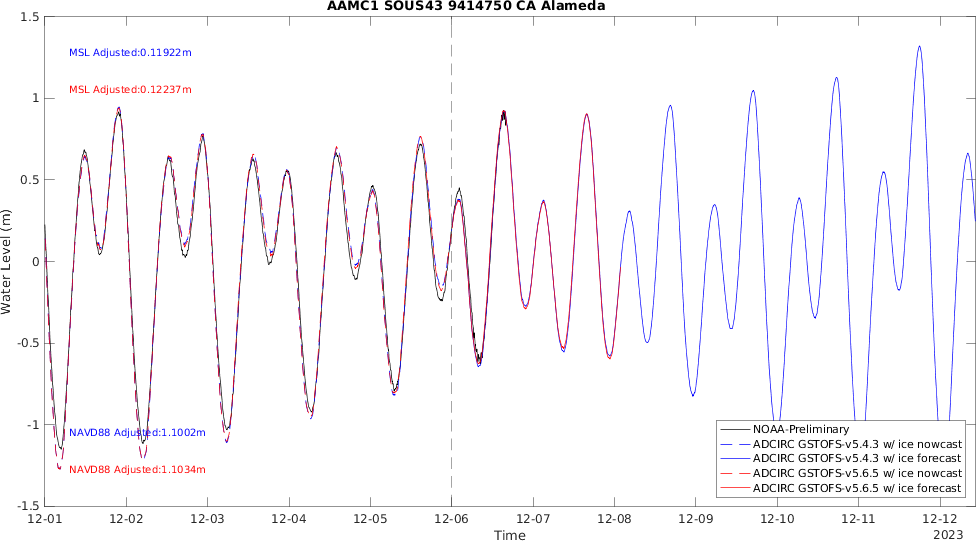 AAMC1 SOUS43 9414750 CA Alameda
1.5
1
0.5
0
-0.5
-1
-1.5
Water Level (m)
MSL Adjusted:0.11922m
MSL Adjusted:0.12237m
NAVD88 Adjusted:1.1002m
NAVD88 Adjusted:1.1034m
NOAA-Preliminary
ADCIRC GSTOFS-v5.4.3 w/ ice nowcast
ADCIRC GSTOFS-v5.4.3 w/ ice forecast
ADCIRC GSTOFS-v5.6.5 w/ ice nowcast
ADCIRC GSTOFS-v5.6.5 w/ ice forecast
12-01 12-02 12-03 12-04 12-05 12-06 12-07 12-08 12-09 12-10 12-11 12-12
Time
2023